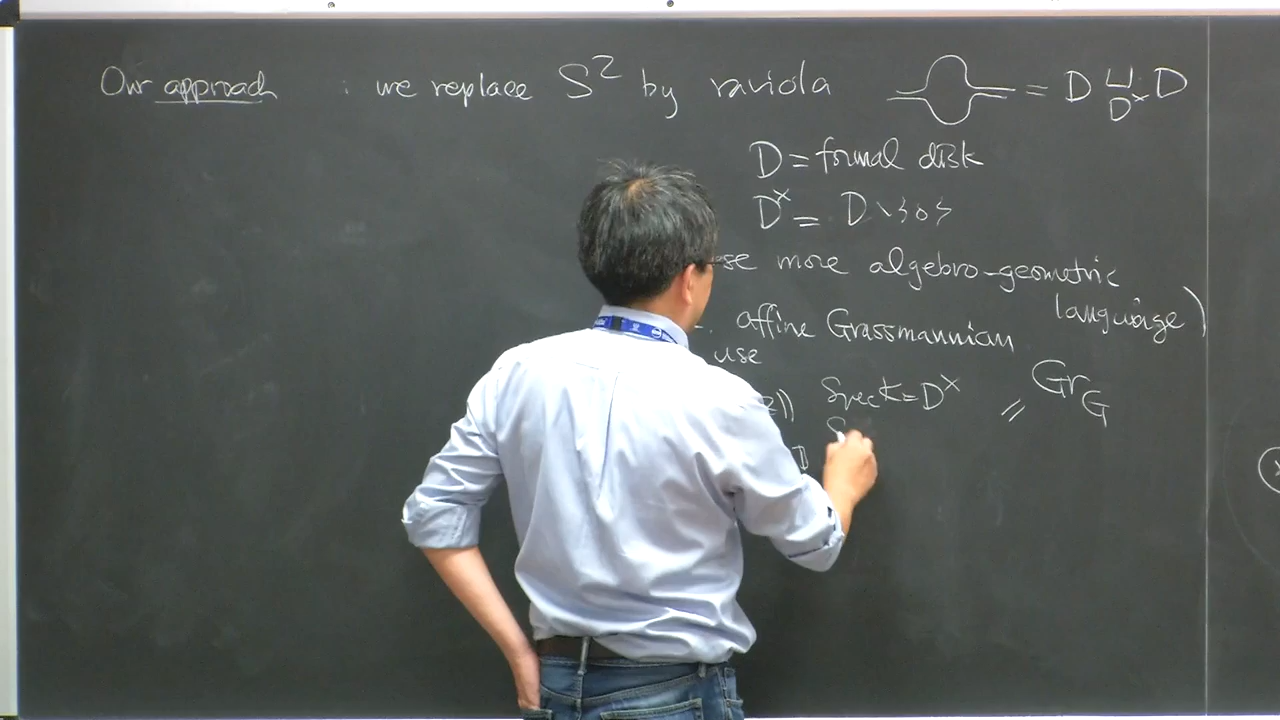 Our approach : we replace S² by raviola = D ⊔_{D^×} D
D = formal disk
D^× = D \ {0}
se more algebro-geometric
language)
affine Grassmannian
use
z)) Spec K = D^× = Gr_G